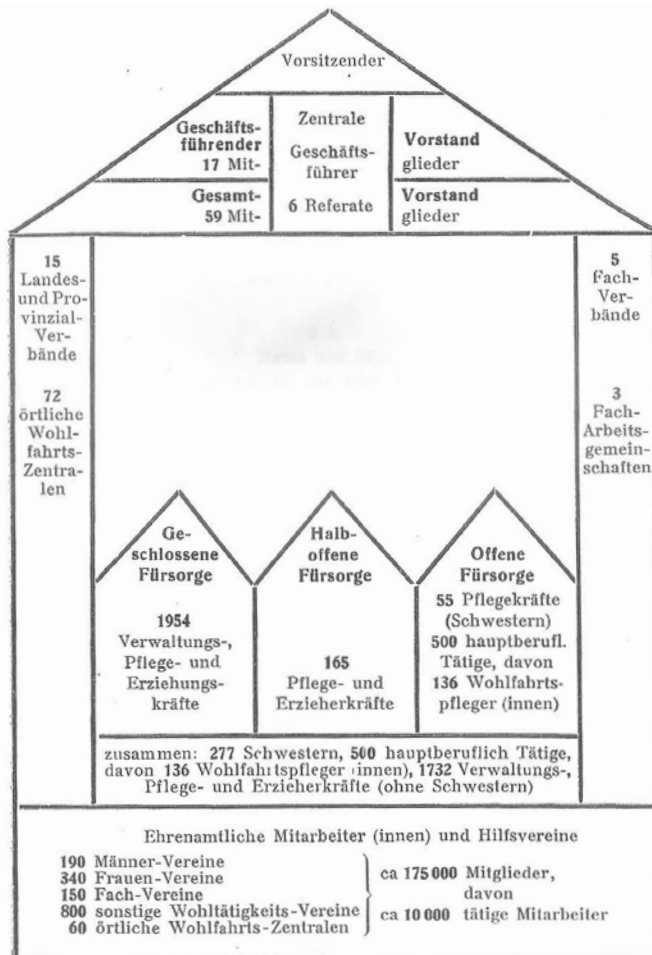 Vorsitzender
Geschäfts-
führender
17 Mit-
Zentrale
Geschäfts-
führer
6 Referate
Vorstand
glieder
Gesamt-
59 Mit-
Vorstand
glieder
15
Landes-
und Pro-
vinzial-
Ver-
bände
72
örtliche
Wohl-
fahrts-
Zentra-
len
5
Fach-
Ver-
bände
3
Fach-
Arbeits-
gemein-
schaften
Ge-
schlossene
Fürsorge
1954
Verwaltungs-,
Pflege- und
Erziehungs-
kräfte
Halb-
offene
Fürsorge
165
Pflege- und
Erzieherkräfte
Offene
Fürsorge
55 Pflegekräfte
(Schwestern)
500 hauptberufl.
Tätige, davon
136 Wohlfahrts-
pfleger (innen)
zusammen: 277 Schwestern, 500 hauptberuflich Tätige,
davon 136 Wohlfahrtspfleger (innen), 1732 Verwaltungs-,
Pflege- und Erzieherkräfte (ohne Schwestern)
Ehrenamtliche Mitarbeiter (innen) und Hilfsvereine
190 Männer-Vereine
340 Frauen-Vereine
150 Fach-Vereine
800 sonstige Wohltätigkeits-Vereine
60 örtliche Wohlfahrts-Zentralen
ca 175000 Mitglieder,
davon
ca 10000 tätige Mitarbeiter